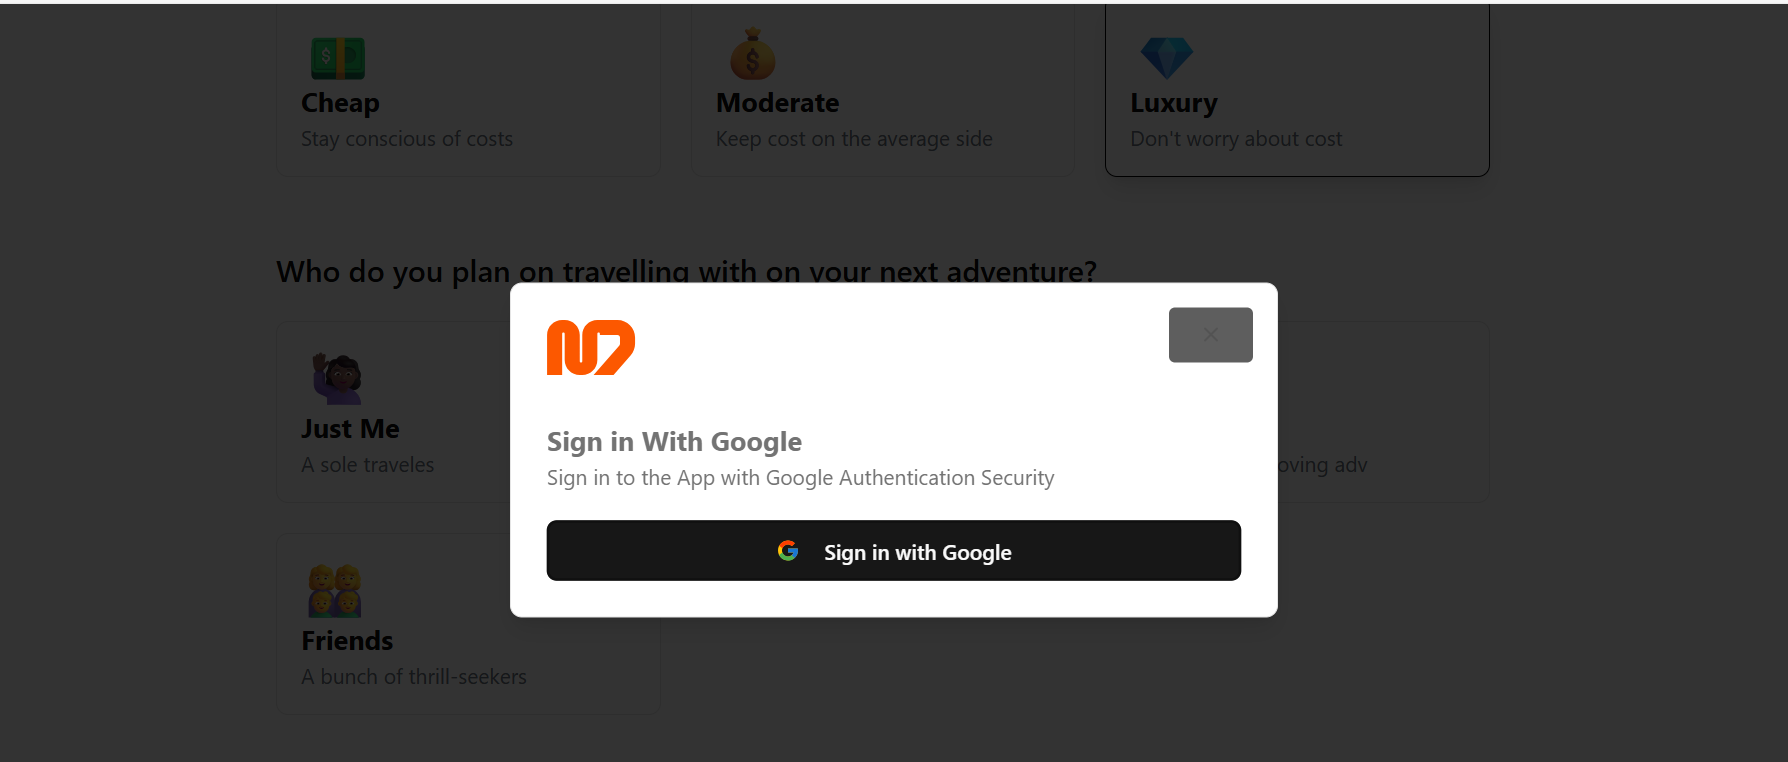 Cheap
Stay conscious of costs
Moderate
Keep cost on the average side
Luxury
Don't worry about cost
Who do you plan on travelling with on your next adventure?
Sign in With Google
Sign in to the App with Google Authentication Security
Sign in with Google
Just Me
A sole traveles
oving adv
Friends
A bunch of thrill-seekers